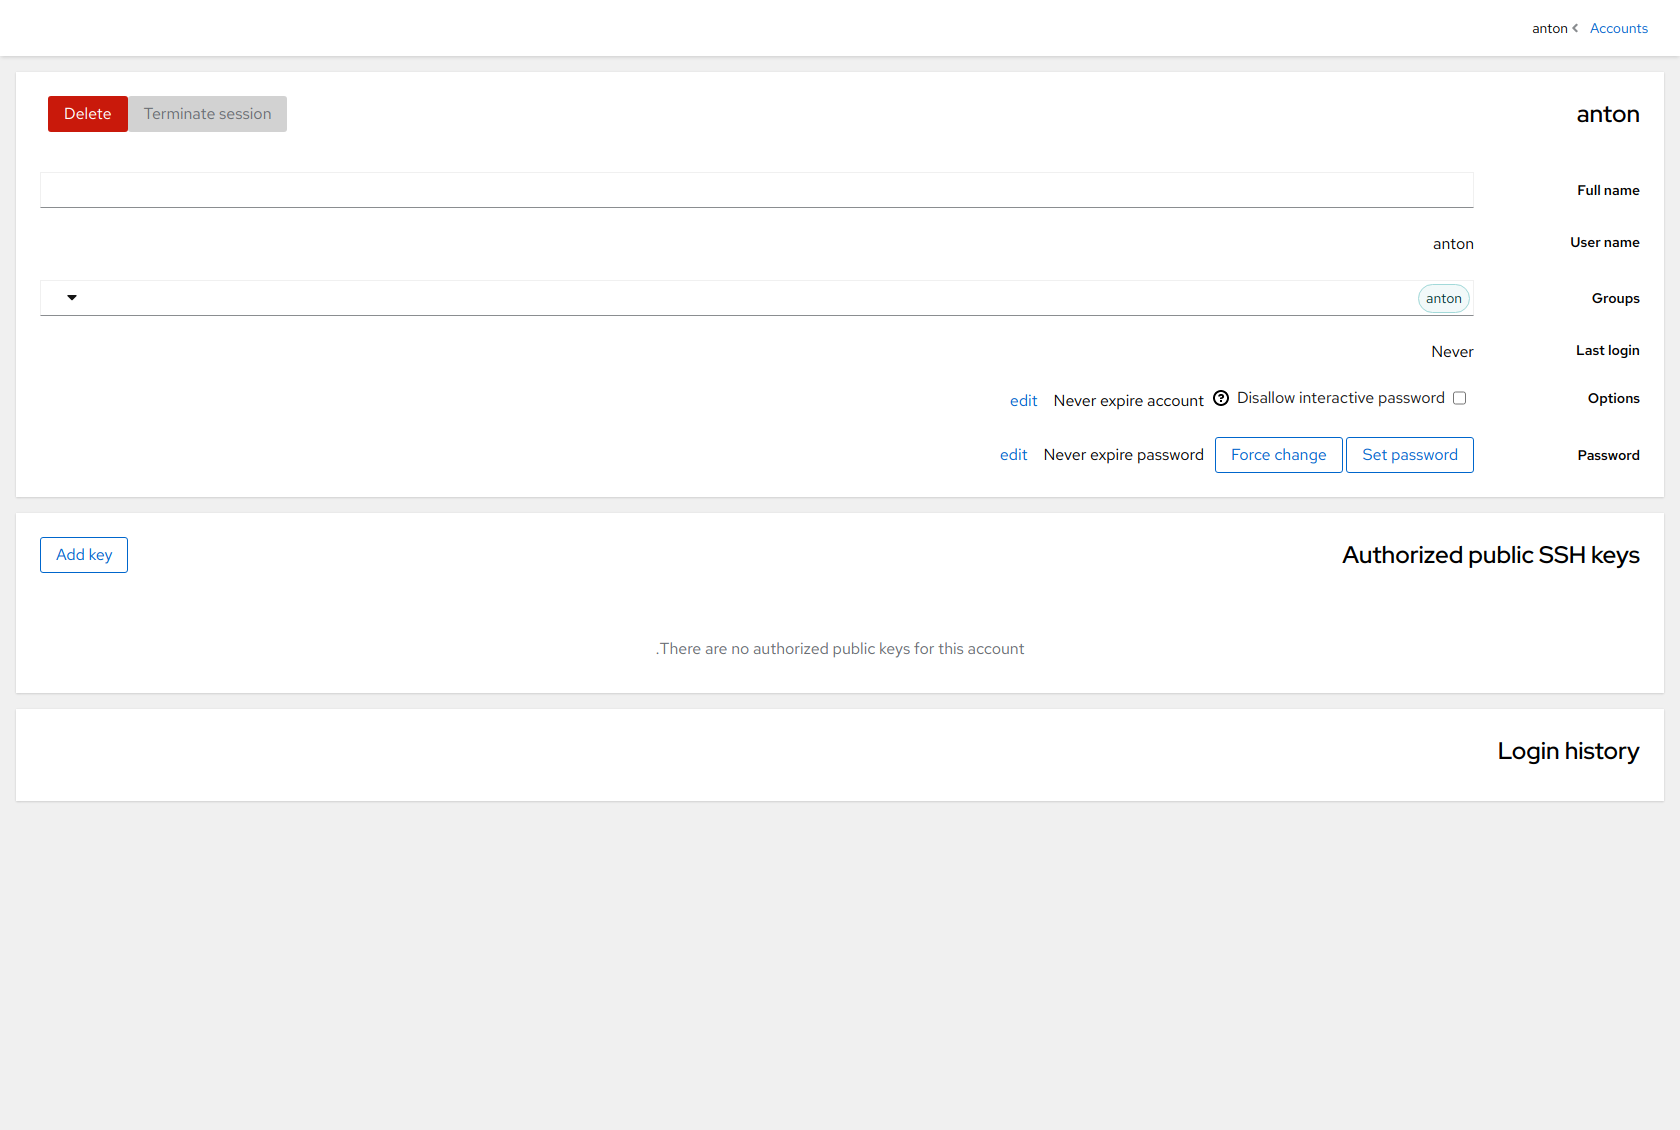 Accounts
anton
anton
Terminate session
Delete
Full name
User name
anton
Groups
anton
Last login
Never
Options
Disallow interactive password
Never expire account
edit
Password
Set password
Force change
Never expire password
edit
Authorized public SSH keys
Add key
.There are no authorized public keys for this account
Login history